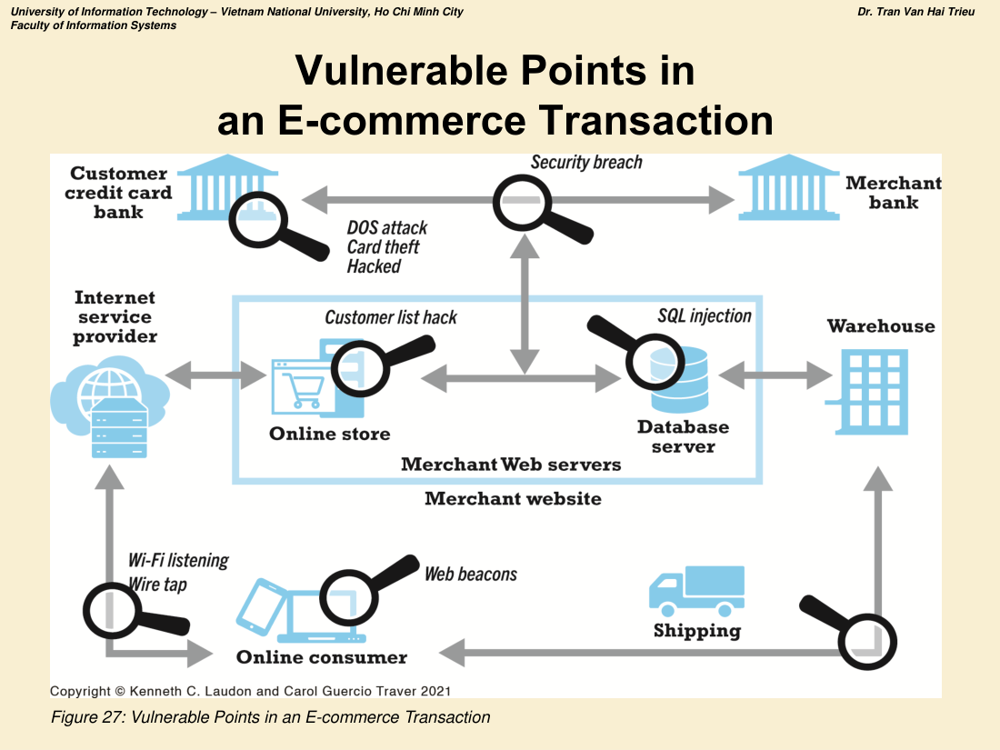 University of Information Technology – Vietnam National University, Ho Chi Minh City
Faculty of Information Systems
Dr. Tran Van Hai Trieu
Vulnerable Points in
an E-commerce Transaction
Customer
credit card
bank
Security breach
Merchant
bank
DOS attack
Card theft
Hacked
Internet
service
provider
Customer list hack
SQL injection
Warehouse
Online store
Database
server
Merchant Web servers
Merchant website
Wi-Fi listening
Wire tap
Web beacons
Online consumer
Shipping
Copyright © Kenneth C. Laudon and Carol Guercio Traver 2021
Figure 27: Vulnerable Points in an E-commerce Transaction